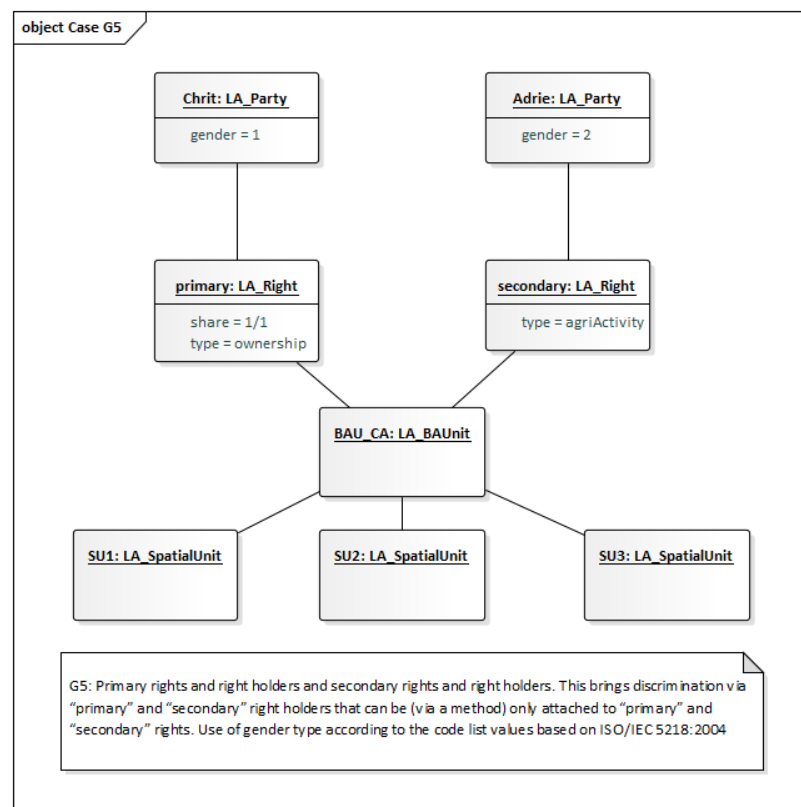 object Case G5
Chrit: LA_Party
gender = 1
Adrie: LA_Party
gender = 2
primary: LA_Right
share = 1/1
type = ownership
secondary: LA_Right
type = agriActivity
BAU_CA: LA_BAUnit
SU1: LA_SpatialUnit
SU2: LA_SpatialUnit
SU3: LA_SpatialUnit
G5: Primary rights and right holders and secondary rights and right holders. This brings discrimination via
“primary” and “secondary” right holders that can be (via a method) only attached to “primary” and
“secondary” rights. Use of gender type according to the code list values based on ISO/IEC 5218:2004